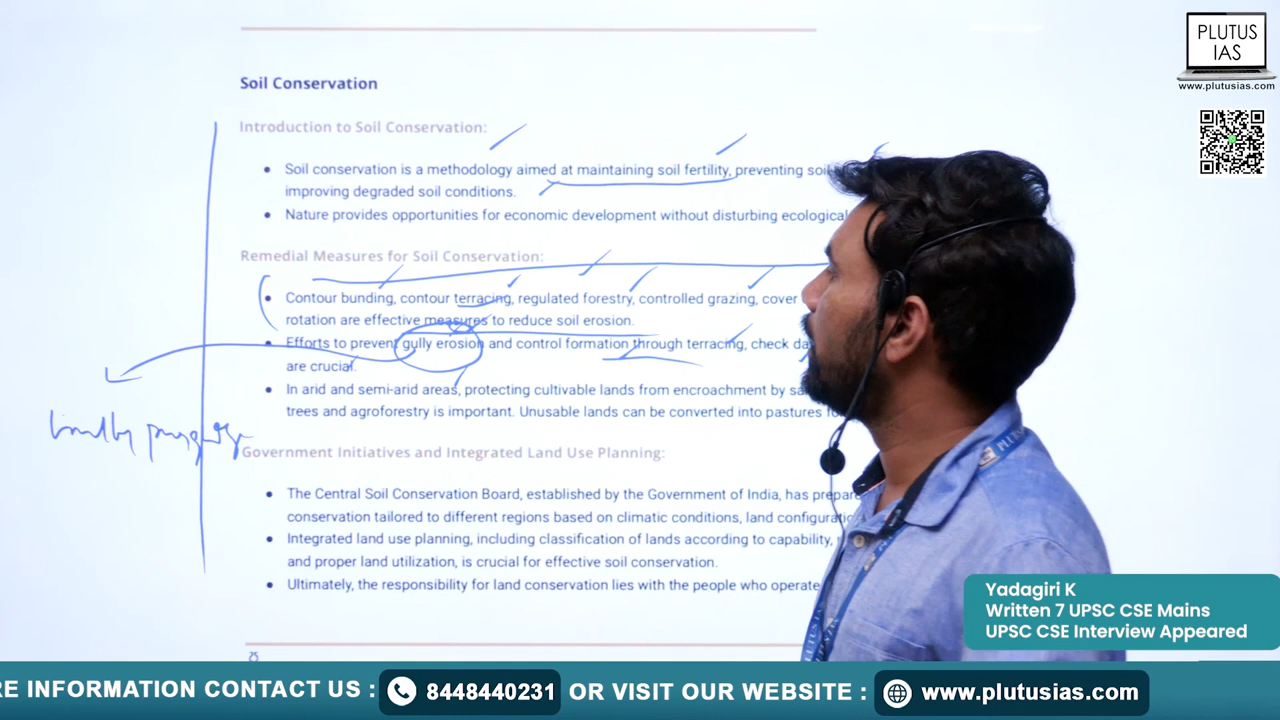 PLUTUS
IAS
www.plutusias.com
Soil Conservation
Introduction to Soil Conservation:
Soil conservation is a methodology aimed at maintaining soil fertility, preventing soil
improving degraded soil conditions.
Nature provides opportunities for economic development without disturbing ecological
Remedial Measures for Soil Conservation:
Contour bunding, contour terracing, regulated forestry, controlled grazing, cover
rotation are effective measures to reduce soil erosion.
Efforts to prevent gully erosion and control formation through terracing, check
are crucial.
In arid and semi-arid areas, protecting cultivable lands from encroachment by
trees and agroforestry is important. Unusable lands can be converted into pastures
Government Initiatives and Integrated Land Use Planning:
The Central Soil Conservation Board, established by the Government of India, has
conservation tailored to different regions based on climatic conditions, land
Integrated land use planning, including classification of lands according to capability,
and proper land utilization, is crucial for effective soil conservation.
Ultimately, the responsibility for land conservation lies with the people who operate
25
Yadagiri K
Written 7 UPSC CSE Mains
UPSC CSE Interview Appeared
RE INFORMATION CONTACT US : 8448440231 OR VISIT OUR WEBSITE : www.plutusias.com